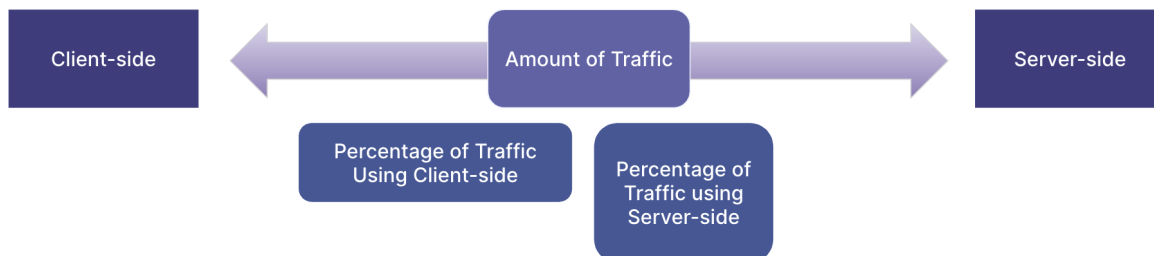 Client-side
Amount of Traffic
Server-side
Percentage of Traffic
Using Client-side
Percentage of
Traffic using
Server-side